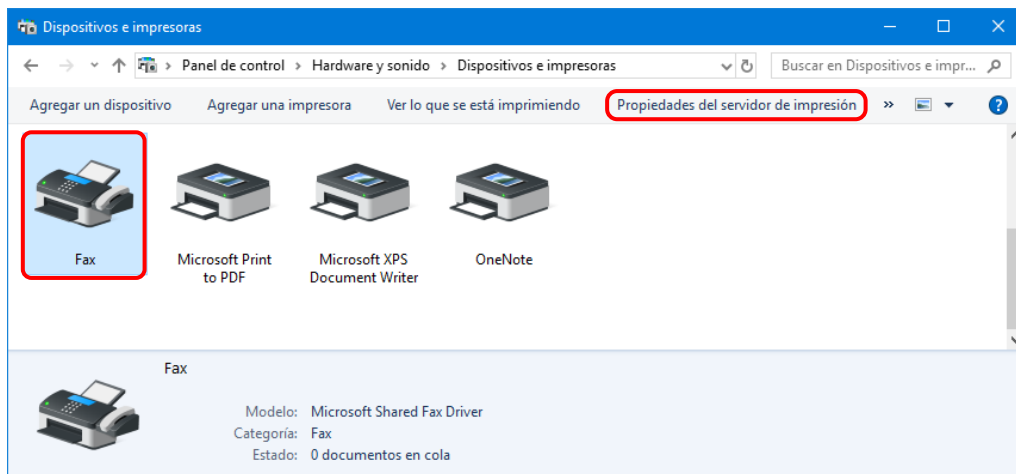 Dispositivos e impresoras
Panel de control > Hardware y sonido > Dispositivos e impresoras
Buscar en Dispositivos e impr...
Agregar un dispositivo Agregar una impresora Ver lo que se está imprimiendo Propiedades del servidor de impresión »
Fax
Microsoft Print
to PDF
Microsoft XPS
Document Writer
OneNote
Fax
Modelo: Microsoft Shared Fax Driver
Categoría: Fax
Estado: 0 documentos en cola